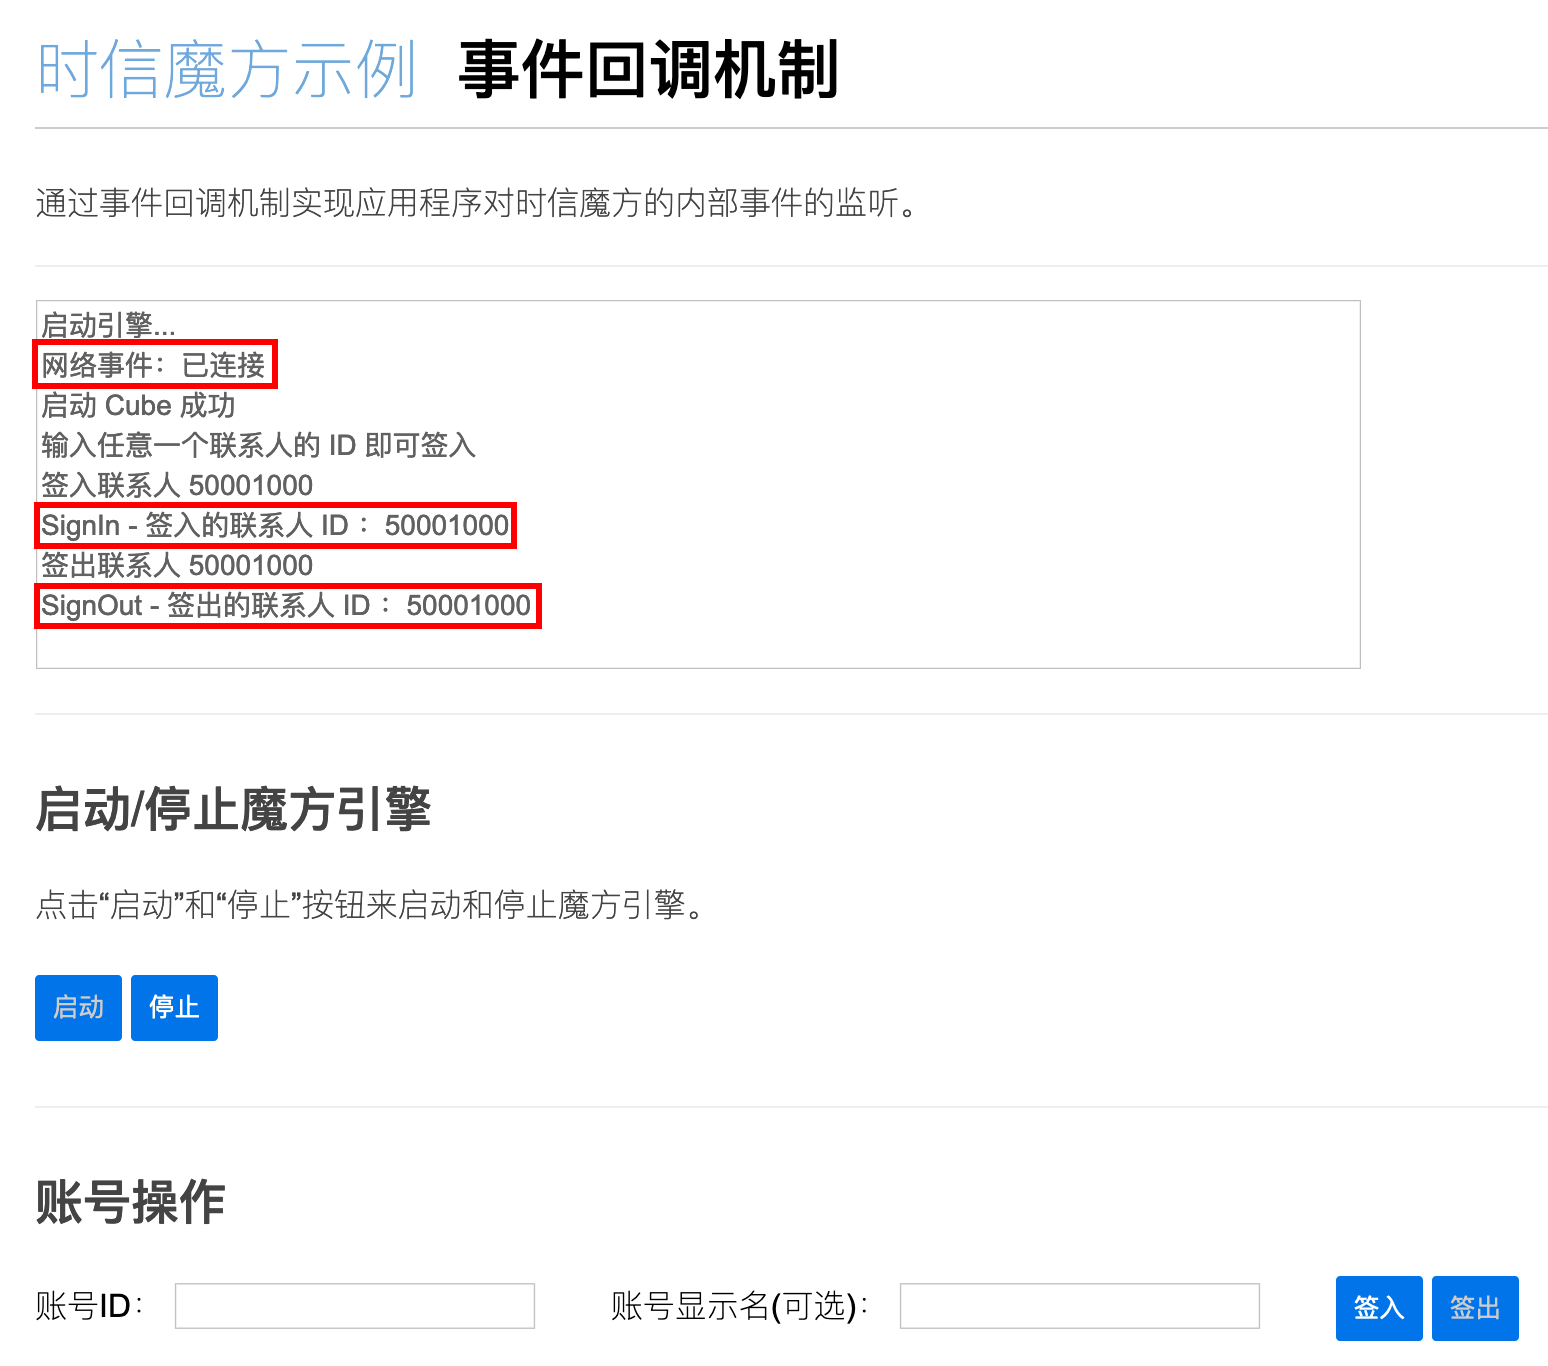 时信魔方示例 事件回调机制
通过事件回调机制实现应用程序对时信魔方的内部事件的监听。
启动引擎...
网络事件：已连接
启动 Cube 成功
输入任意一个联系人的 ID 即可签入
签入联系人 50001000
SignIn - 签入的联系人 ID： 50001000
签出联系人 50001000
SignOut - 签出的联系人 ID： 50001000
启动/停止魔方引擎
点击“启动”和“停止”按钮来启动和停止魔方引擎。
启动 停止
账号操作
账号ID： 账号显示名(可选)： 签入 签出